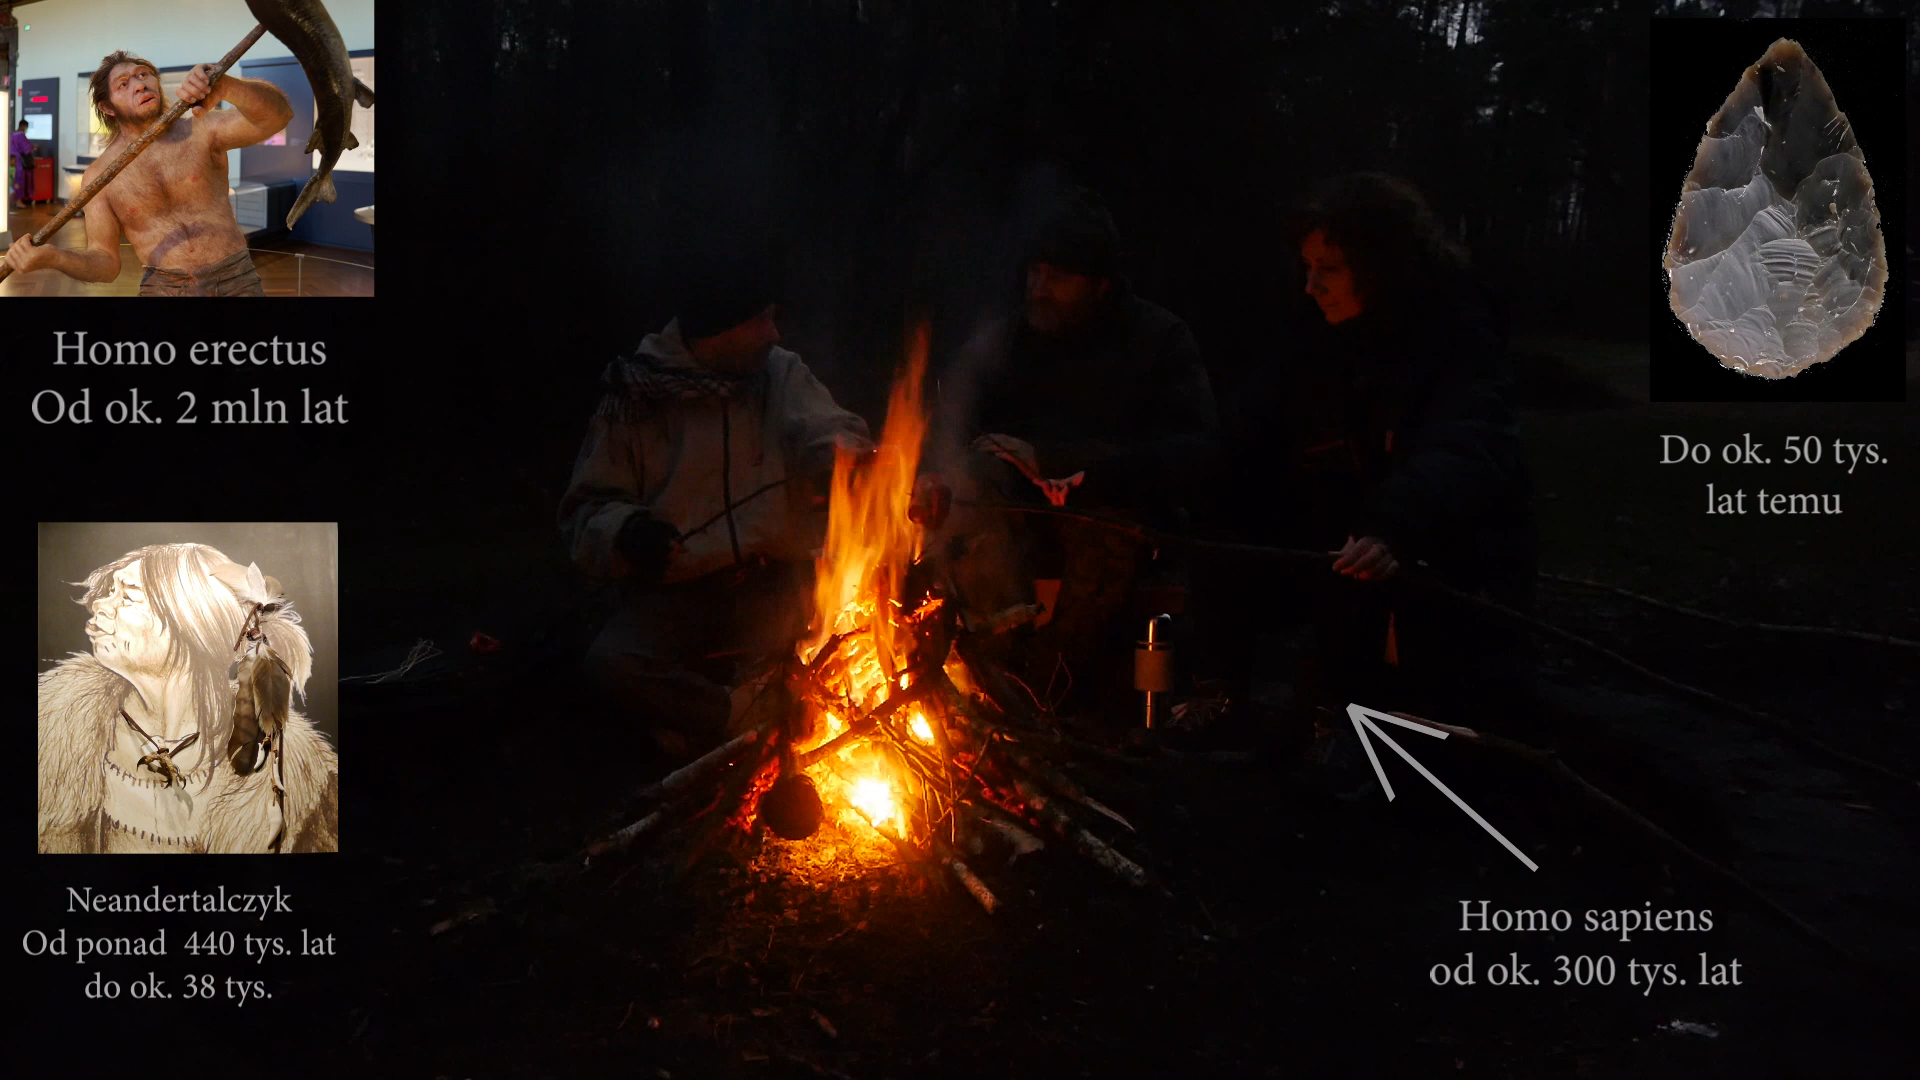 Homo erectus
Od ok. 2 mln lat
Neandertalczyk
Od ponad 440 tys. lat
do ok. 38 tys.
Do ok. 50 tys.
lat temu
Homo sapiens
od ok. 300 tys. lat